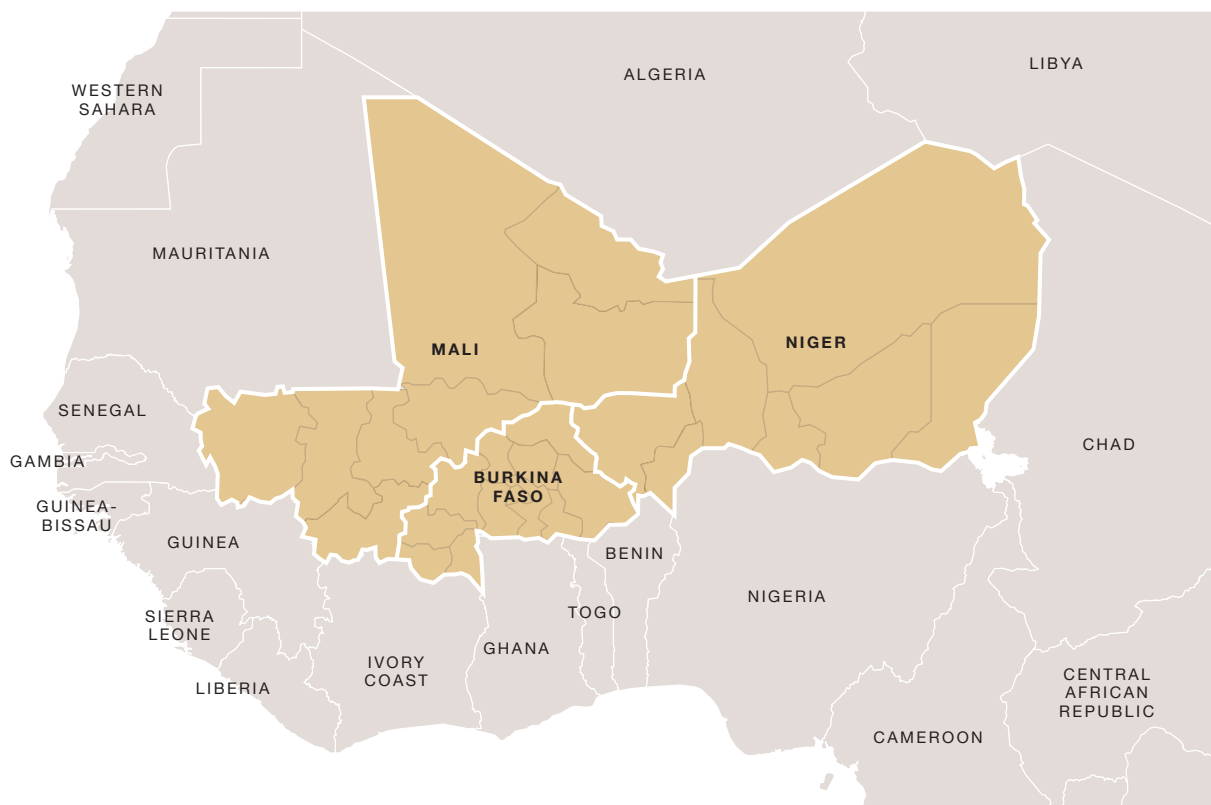 LIBYA
ALGERIA
WESTERN
SAHARA
MAURITANIA
NIGER
MALI
SENEGAL
CHAD
GAMBIA
BURKINA
FASO
GUINEA-
BISSAU
GUINEA
BENIN
NIGERIA
TOGO
SIERRA
LEONE
GHANA
IVORY
COAST
LIBERIA
CENTRAL
AFRICAN
REPUBLIC
CAMEROON